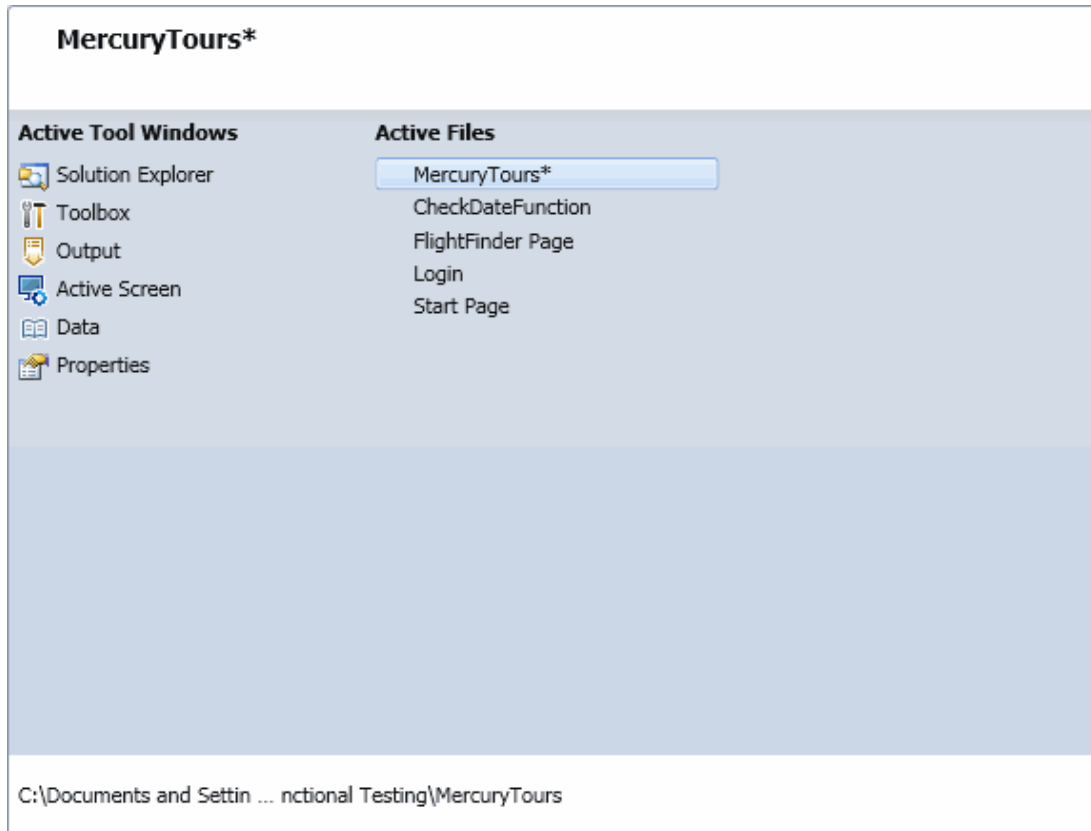 MercuryTours*
Active Tool Windows
Solution Explorer
Toolbox
Output
Active Screen
Data
Properties
Active Files
MercuryTours*
CheckDateFunction
FlightFinder Page
Login
Start Page
C:\Documents and Settin ... nctional Testing\MercuryTours